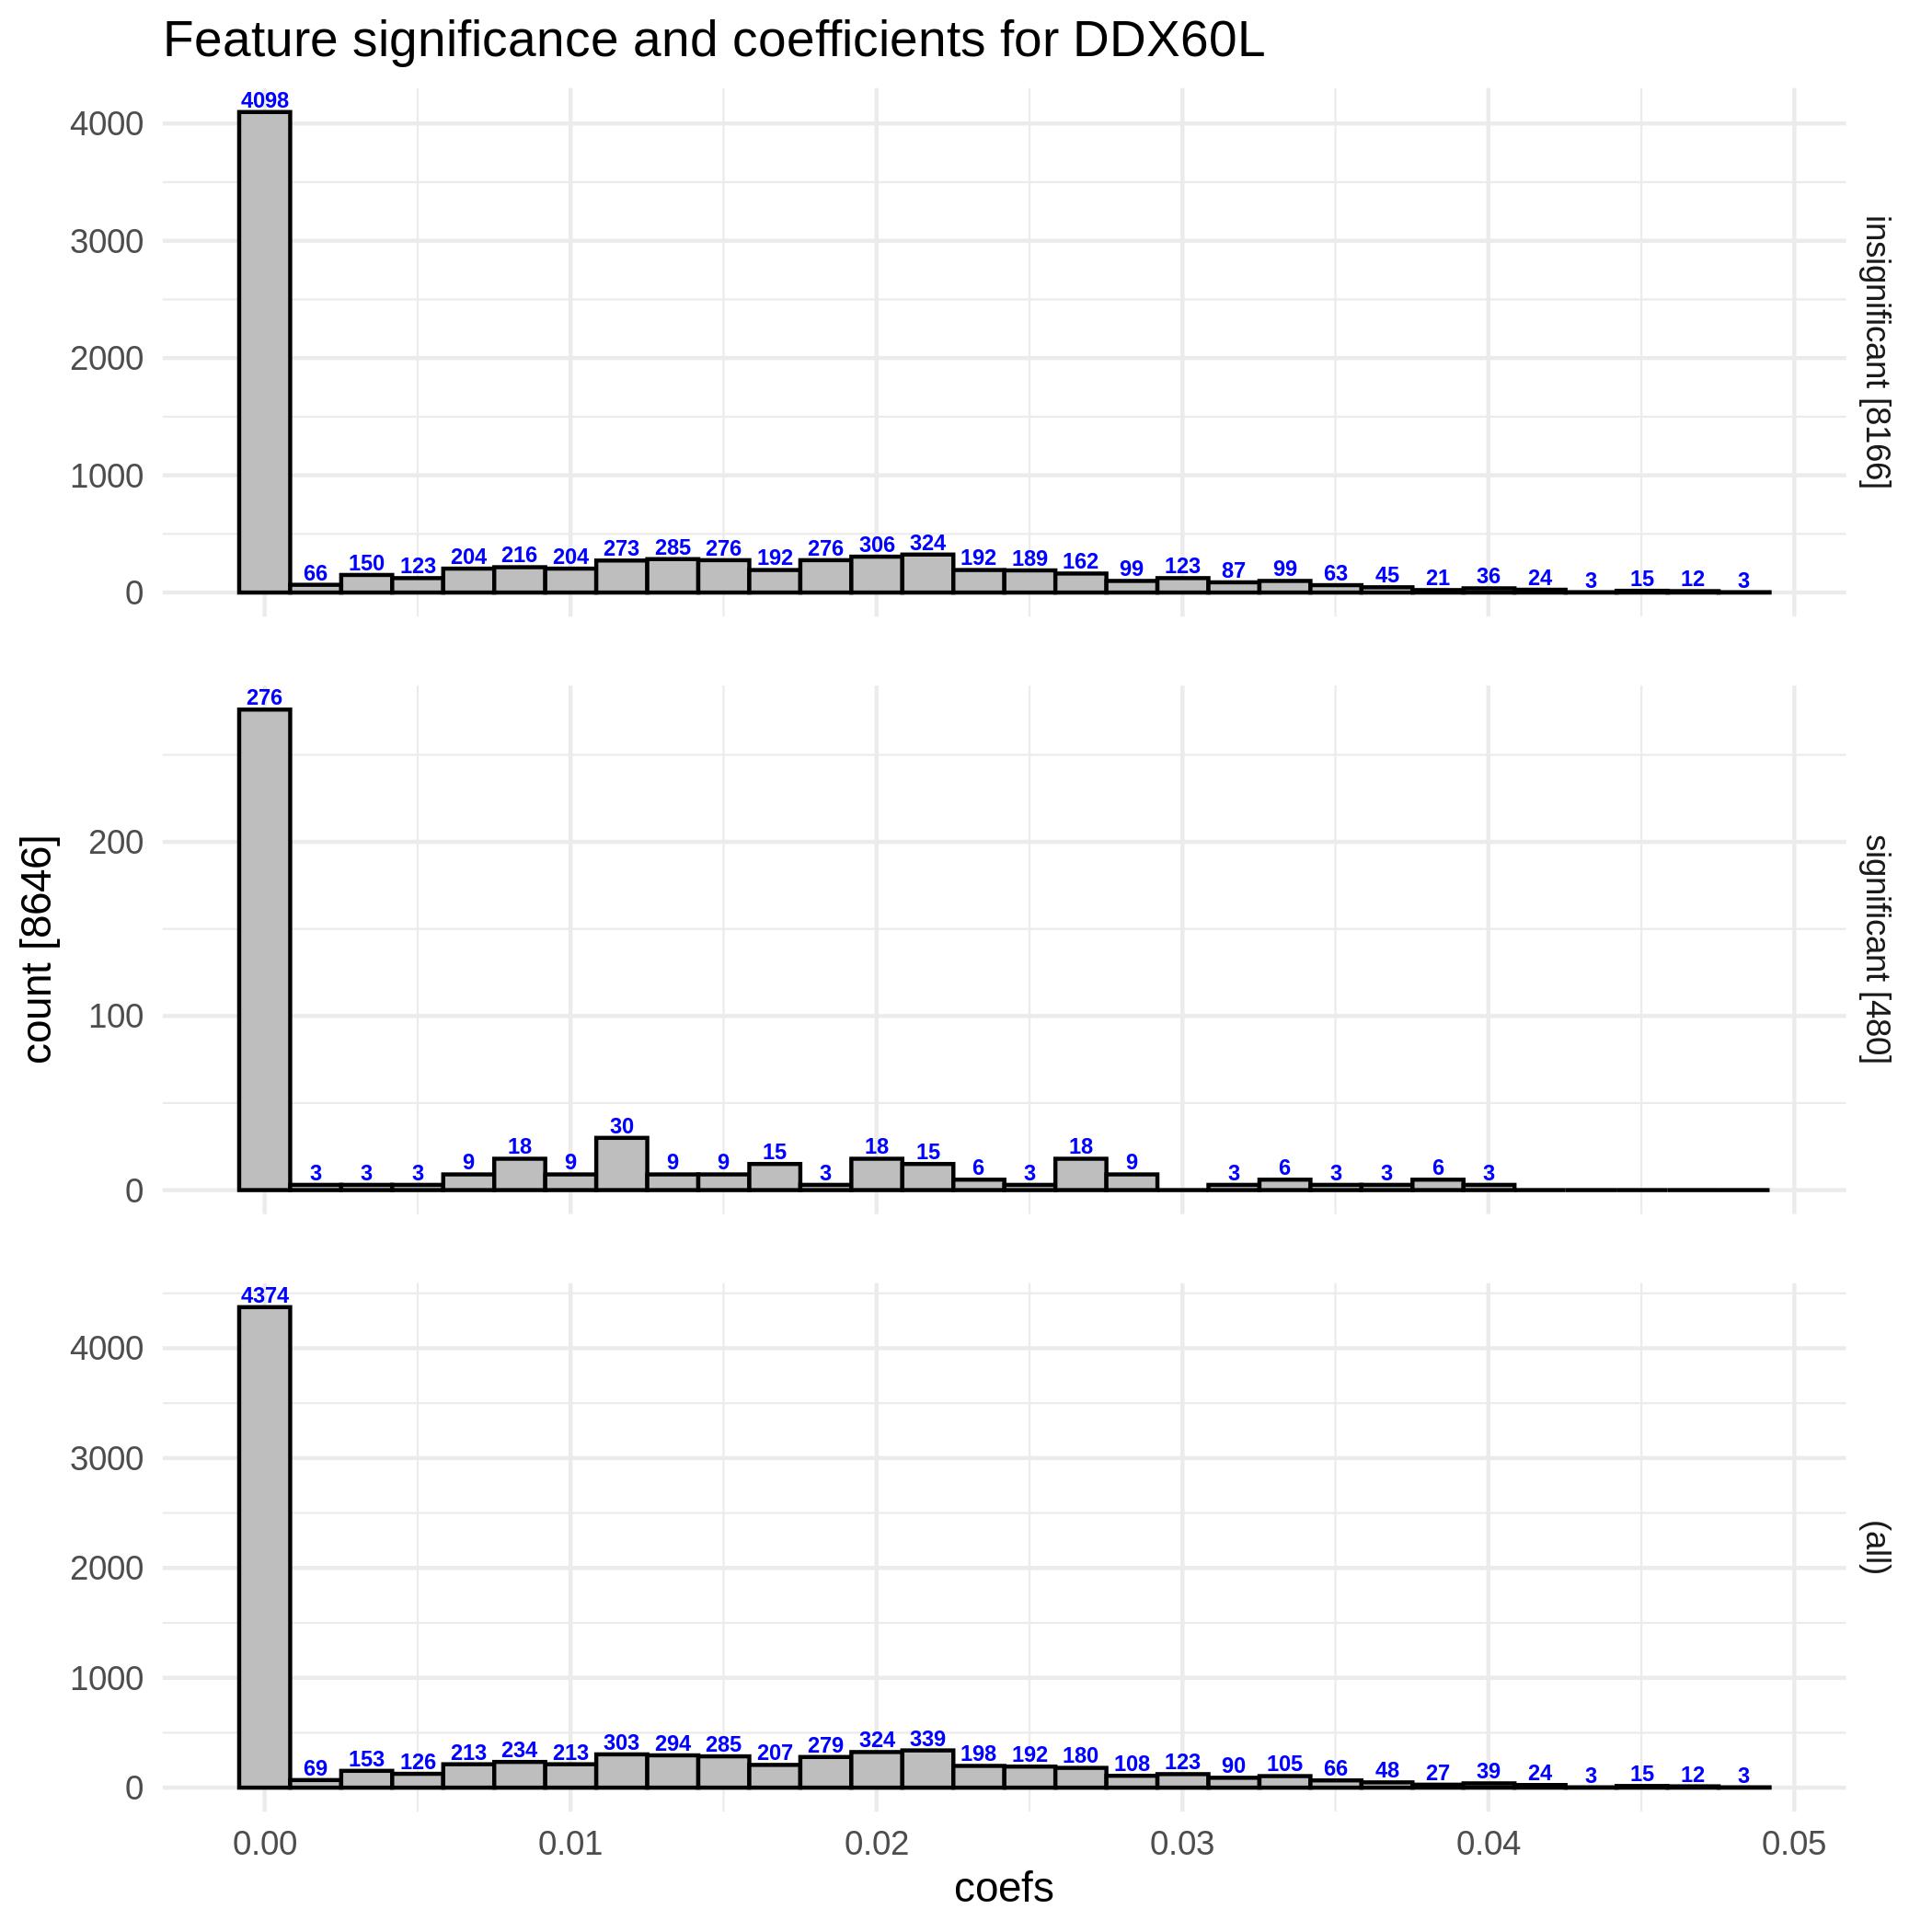 Feature significance and coefficients for DDX60L
4098
4000
3000
2000
1000
0
66 150 123 204 216 204 273 285 276 192 276 306 324 192 189 162 99 123 87 99 63 45 21 36 24 3 15 12 3
insignificant [8166]
276
200
100
0
3 3 3 9 18 9 30 9 9 15 3 18 15 6 3 18 9 3 6 3 3 6 3
significant [480]
count [8646]
4374
4000
3000
2000
1000
0
69 153 126 213 234 213 303 294 285 207 279 324 339 198 192 180 108 123 90 105 66 48 27 39 24 3 15 12 3
(all)
0.00 0.01 0.02 0.03 0.04 0.05
coefs